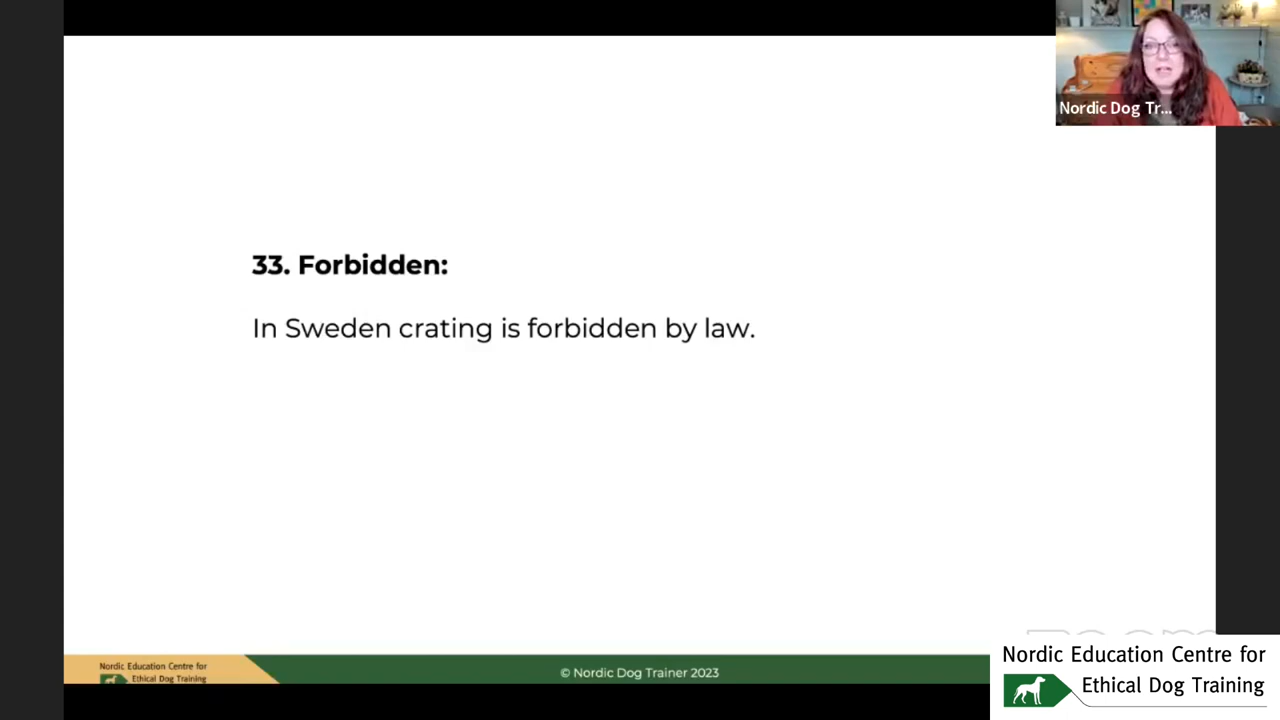 Nordic Dog Tr...
33. Forbidden:
In Sweden crating is forbidden by law.
Nordic Education Centre for
Ethical Dog Training
© Nordic Dog Trainer 2023
zoom
Nordic Education Centre for
Ethical Dog Training